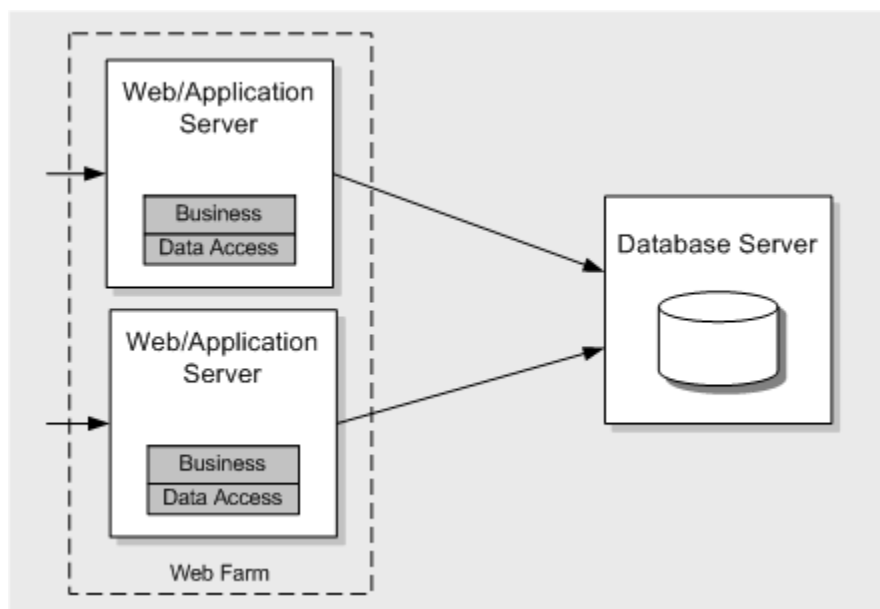 Web/Application
Server
Business
Data Access
Web/Application
Server
Business
Data Access
Web Farm
Database Server